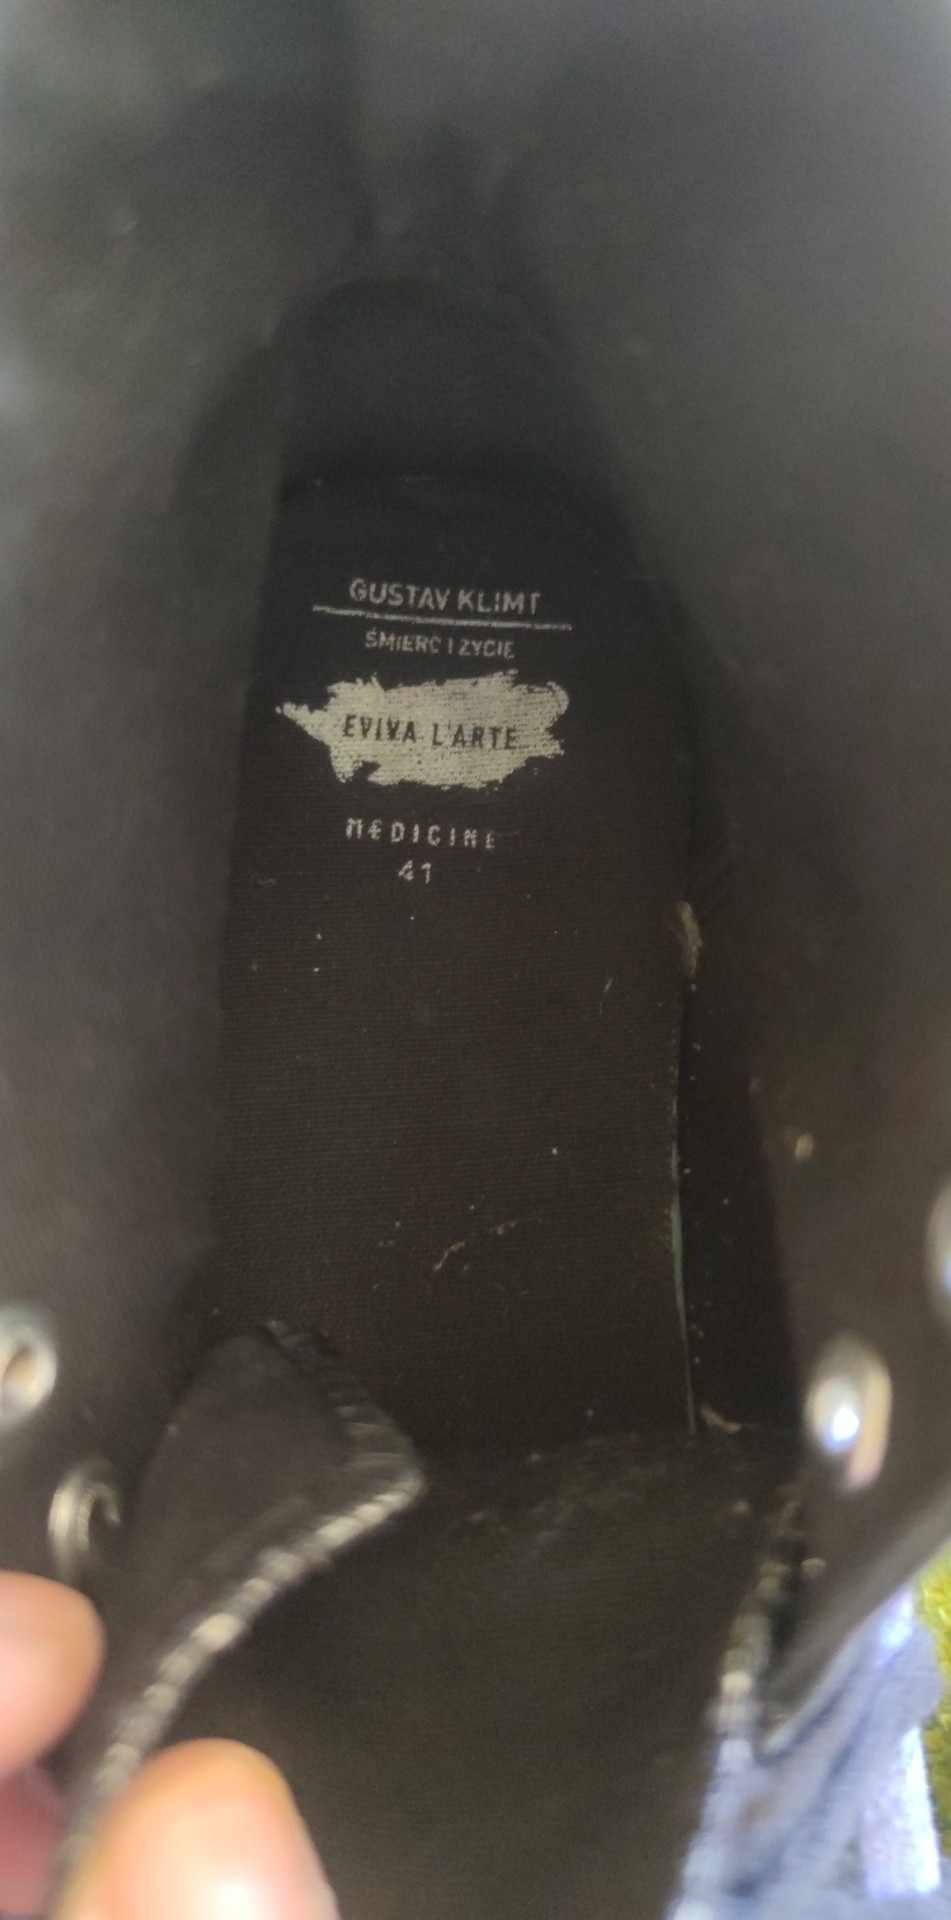 GUSTAV KLIMT
ŚMIERĆ I ŻYCIE
EVIVA L'ARTE
MEDICINE
41